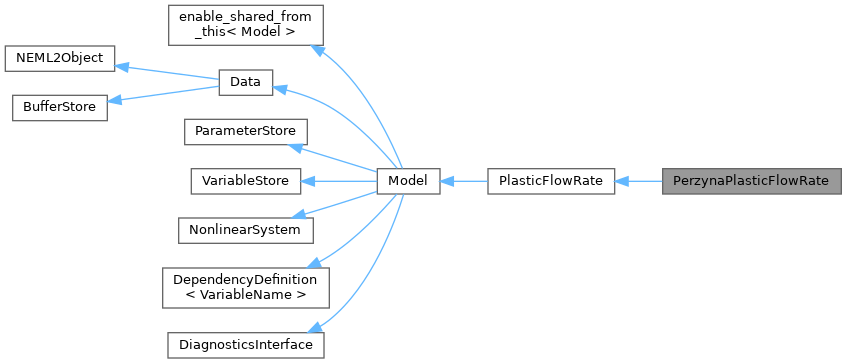 enable_shared_from
_this< Model >
NEML2Object
Data
BufferStore
ParameterStore
VariableStore
Model
PlasticFlowRate
PerzynaPlasticFlowRate
NonlinearSystem
DependencyDefinition
< VariableName >
DiagnosticsInterface